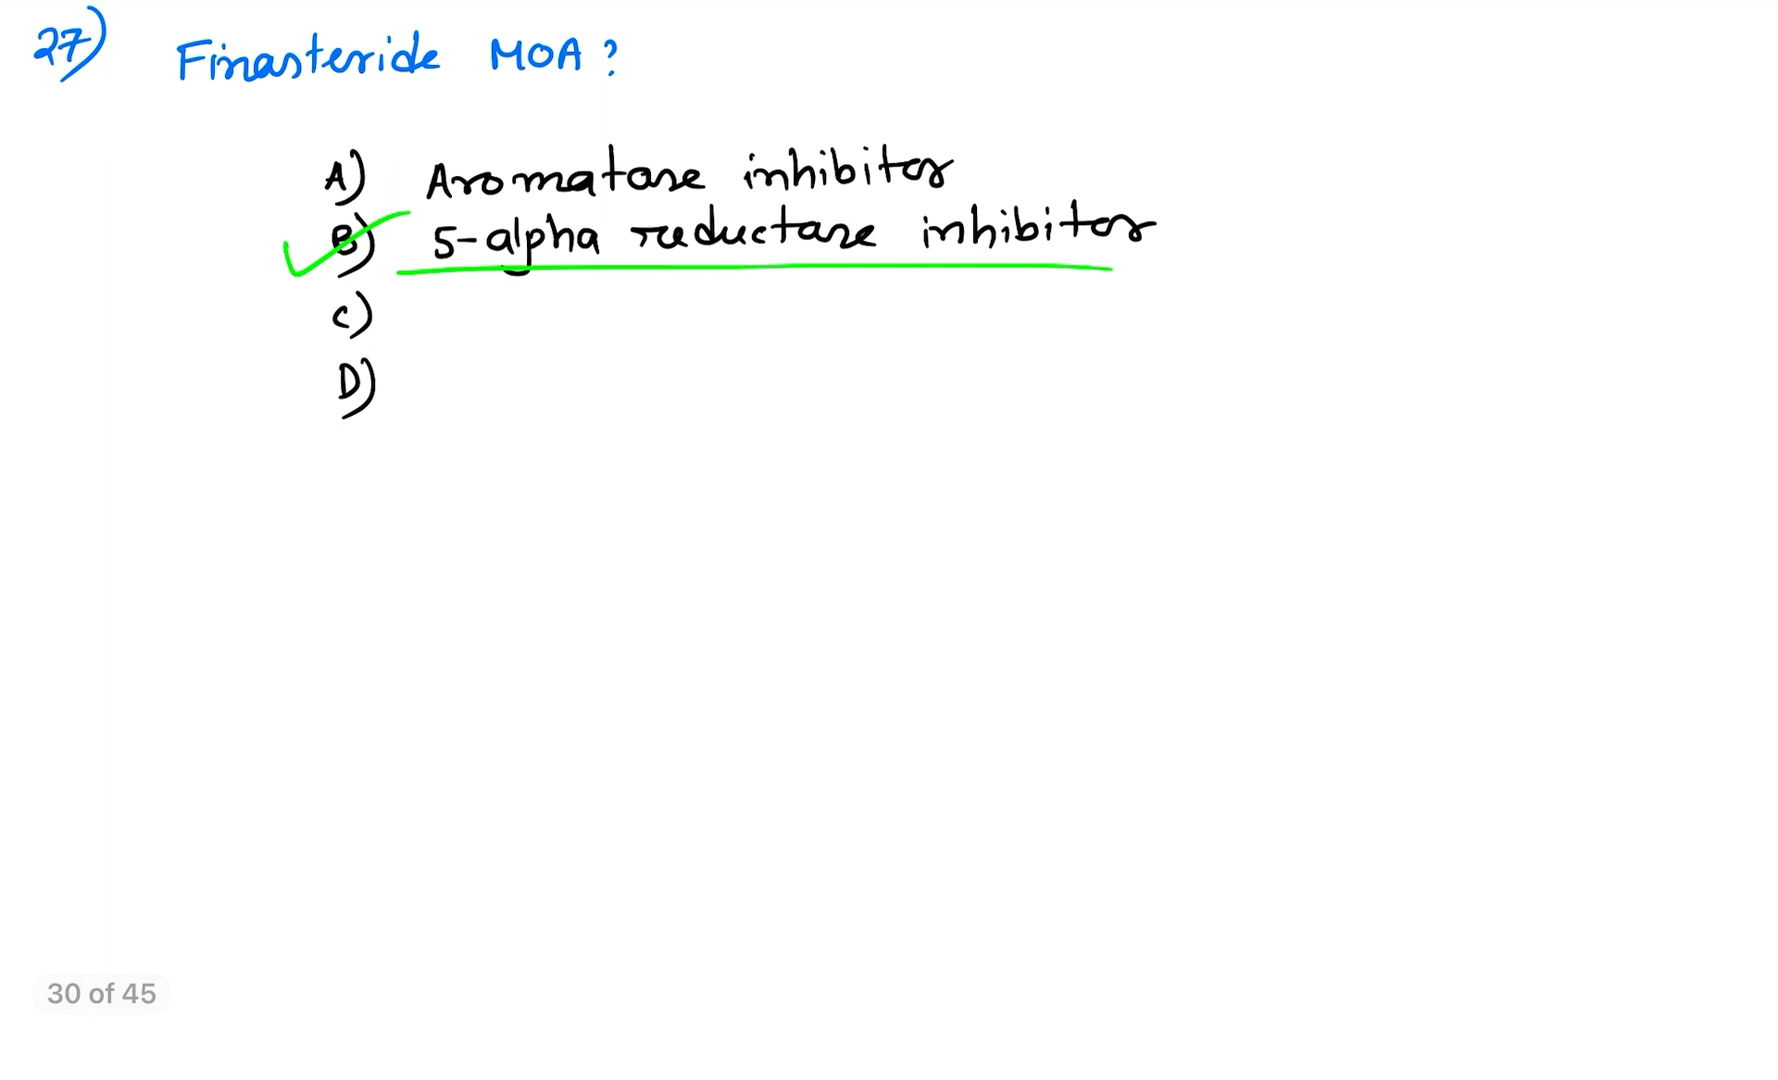 27) Finasteride MOA?
A) Aromatase inhibitor
B) 5-alpha reductase inhibitor
C)
D)
30 of 45